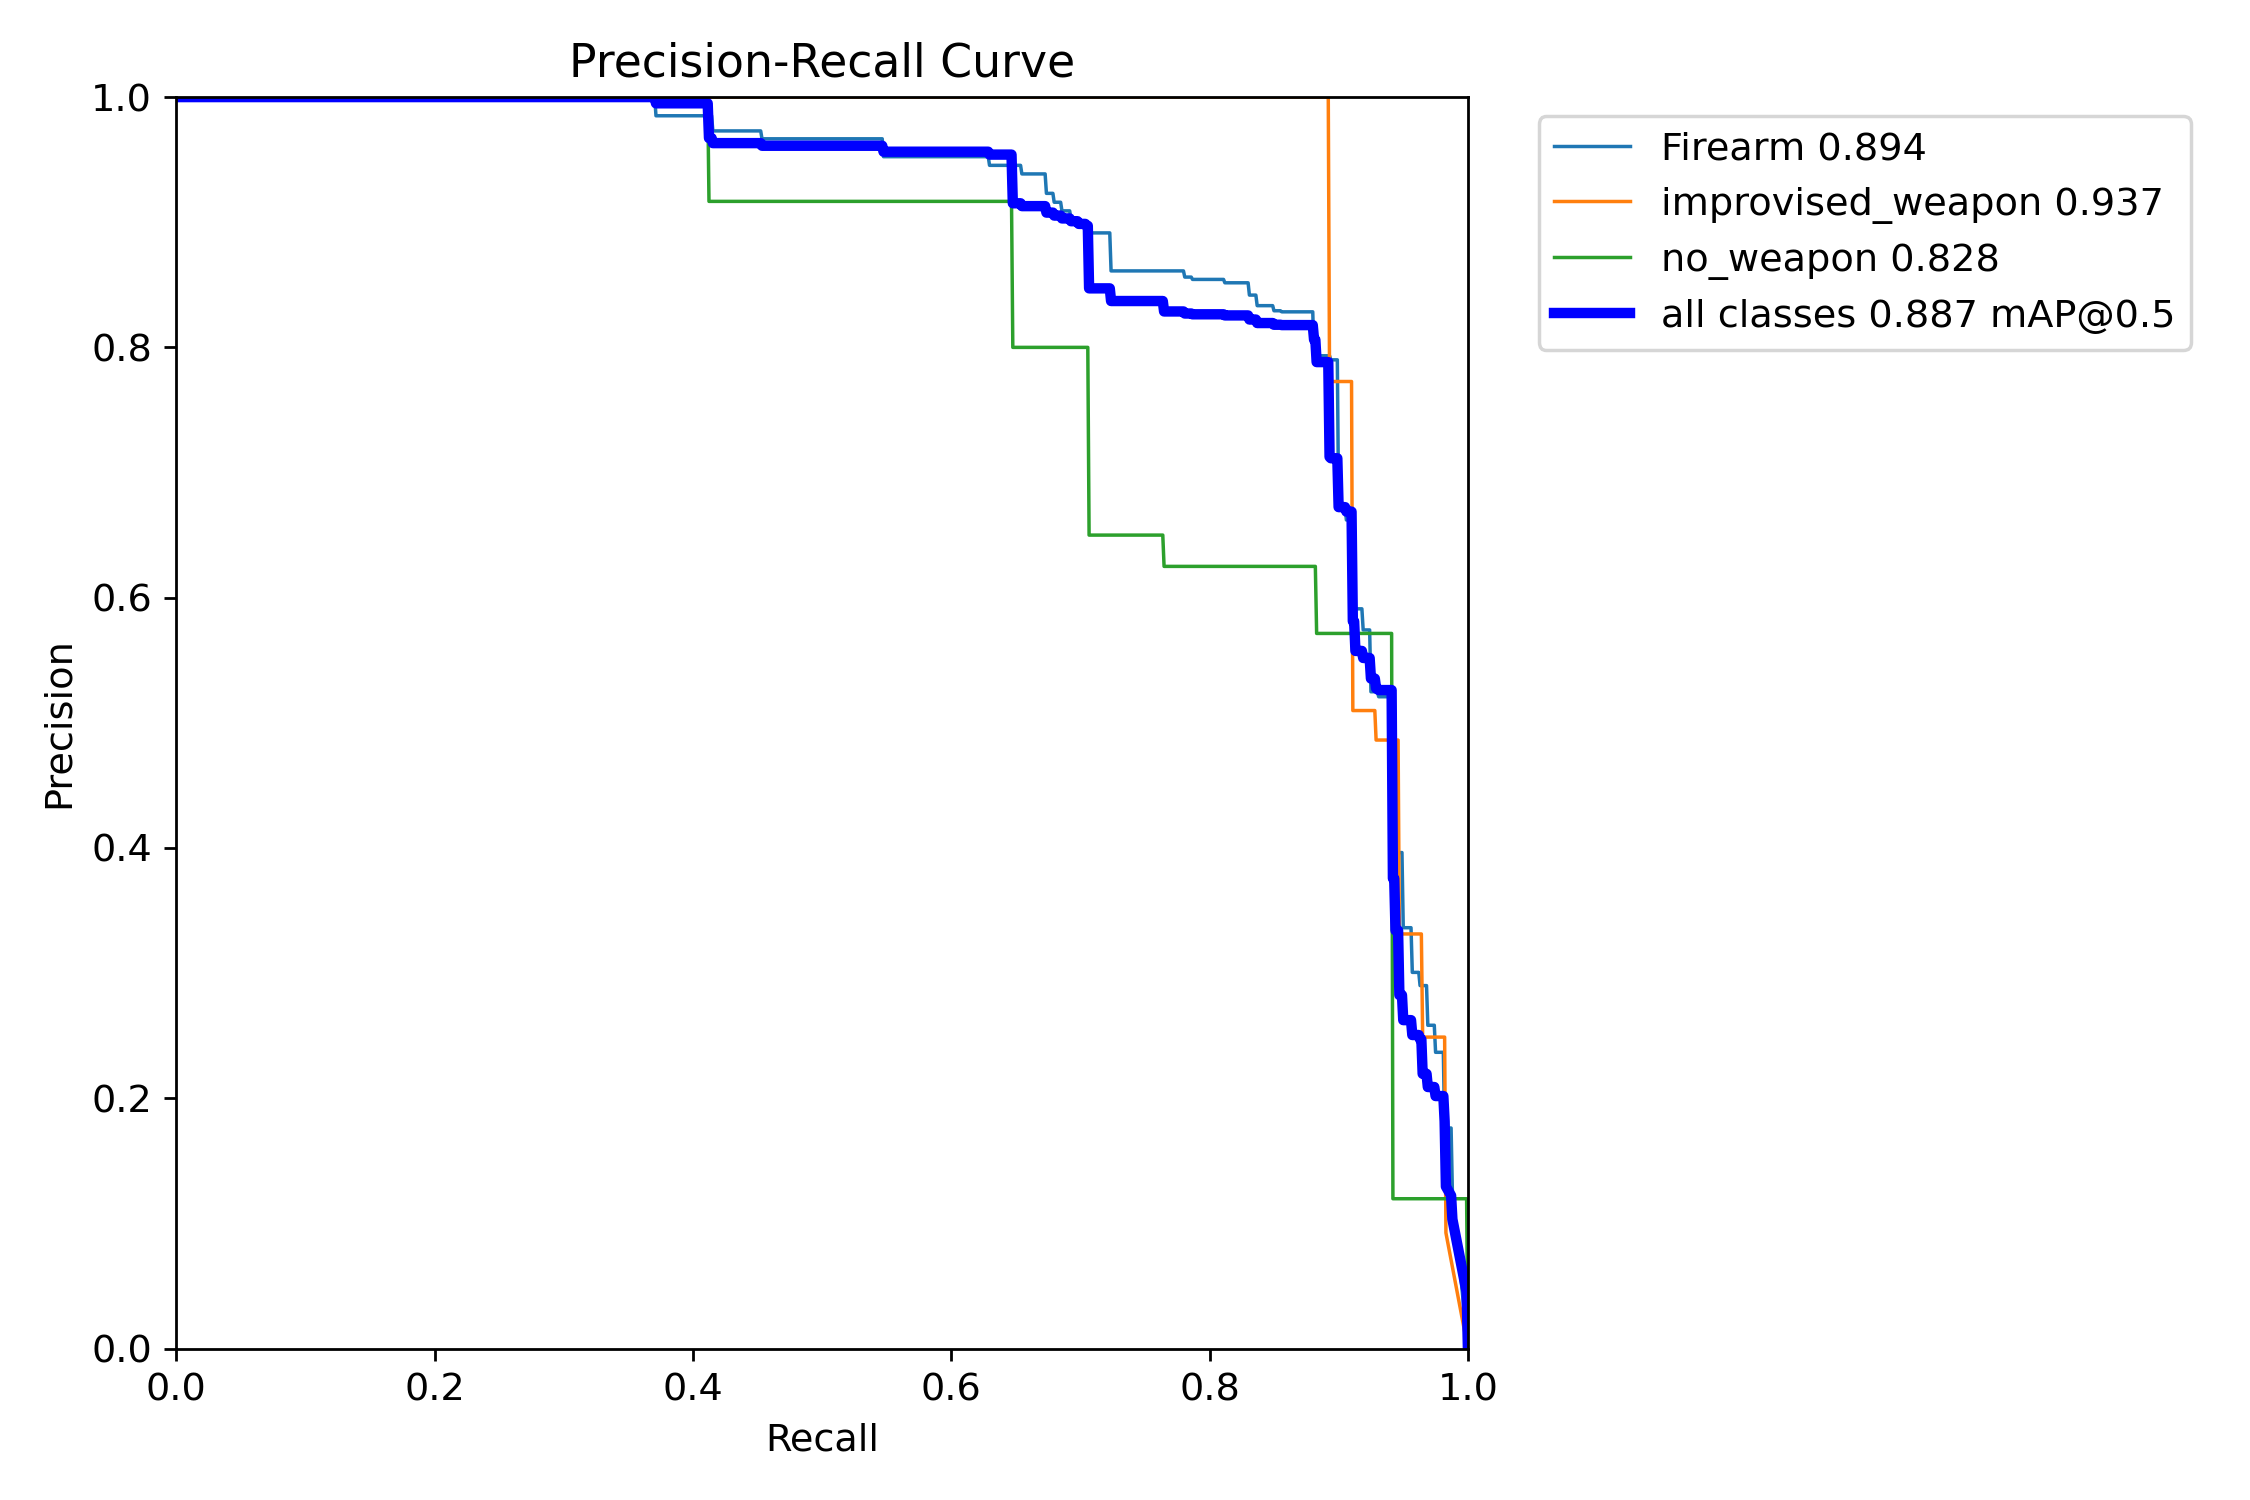 Precision-Recall Curve
1.0
0.8
0.6
0.4
0.2
0.0
Precision
0.0 0.2 0.4 0.6 0.8 1.0
Recall
Firearm 0.894
improvised_weapon 0.937
no_weapon 0.828
all classes 0.887 mAP@0.5